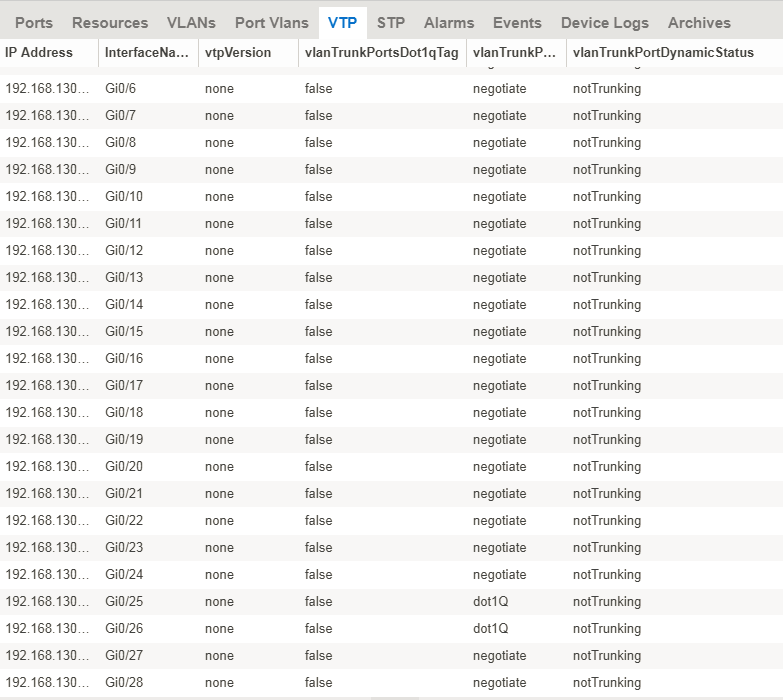 Ports Resources VLANs Port Vlans VTP STP Alarms Events Device Logs Archives
IP Address InterfaceNa... vtpVersion vlanTrunkPortsDot1qTag vlanTrunkP... vlanTrunkPortDynamicStatus
192.168.130... Gi0/6 none false negotiate notTrunking
192.168.130... Gi0/7 none false negotiate notTrunking
192.168.130... Gi0/8 none false negotiate notTrunking
192.168.130... Gi0/9 none false negotiate notTrunking
192.168.130... Gi0/10 none false negotiate notTrunking
192.168.130... Gi0/11 none false negotiate notTrunking
192.168.130... Gi0/12 none false negotiate notTrunking
192.168.130... Gi0/13 none false negotiate notTrunking
192.168.130... Gi0/14 none false negotiate notTrunking
192.168.130... Gi0/15 none false negotiate notTrunking
192.168.130... Gi0/16 none false negotiate notTrunking
192.168.130... Gi0/17 none false negotiate notTrunking
192.168.130... Gi0/18 none false negotiate notTrunking
192.168.130... Gi0/19 none false negotiate notTrunking
192.168.130... Gi0/20 none false negotiate notTrunking
192.168.130... Gi0/21 none false negotiate notTrunking
192.168.130... Gi0/22 none false negotiate notTrunking
192.168.130... Gi0/23 none false negotiate notTrunking
192.168.130... Gi0/24 none false negotiate notTrunking
192.168.130... Gi0/25 none false dot1Q notTrunking
192.168.130... Gi0/26 none false dot1Q notTrunking
192.168.130... Gi0/27 none false negotiate notTrunking
192.168.130... Gi0/28 none false negotiate notTrunking